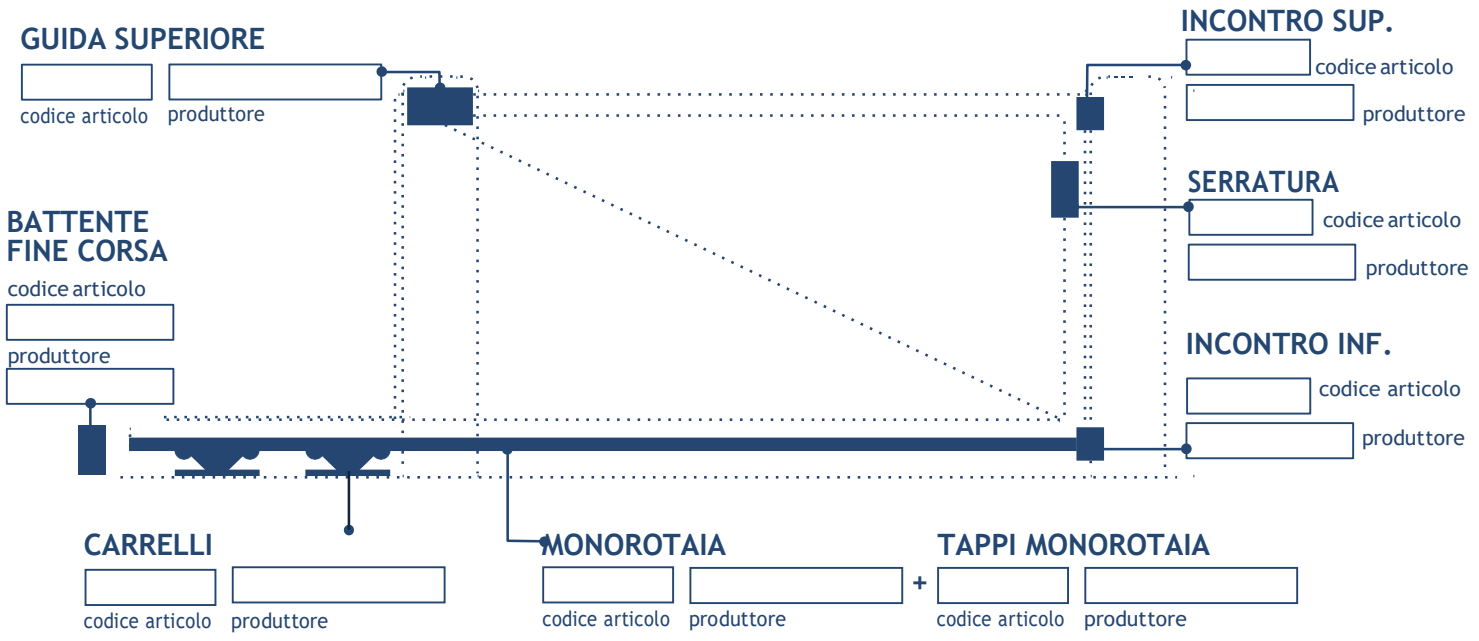 GUIDA SUPERIORE
codice articolo produttore
INCONTRO SUP.
codice articolo
produttore
BATTENTE
FINE CORSA
codice articolo
produttore
SERRATURA
codice articolo
produttore
INCONTRO INF.
codice articolo
produttore
CARRELLI
codice articolo produttore
MONOROTAIA
codice articolo produttore
+
TAPPI MONOROTAIA
codice articolo produttore